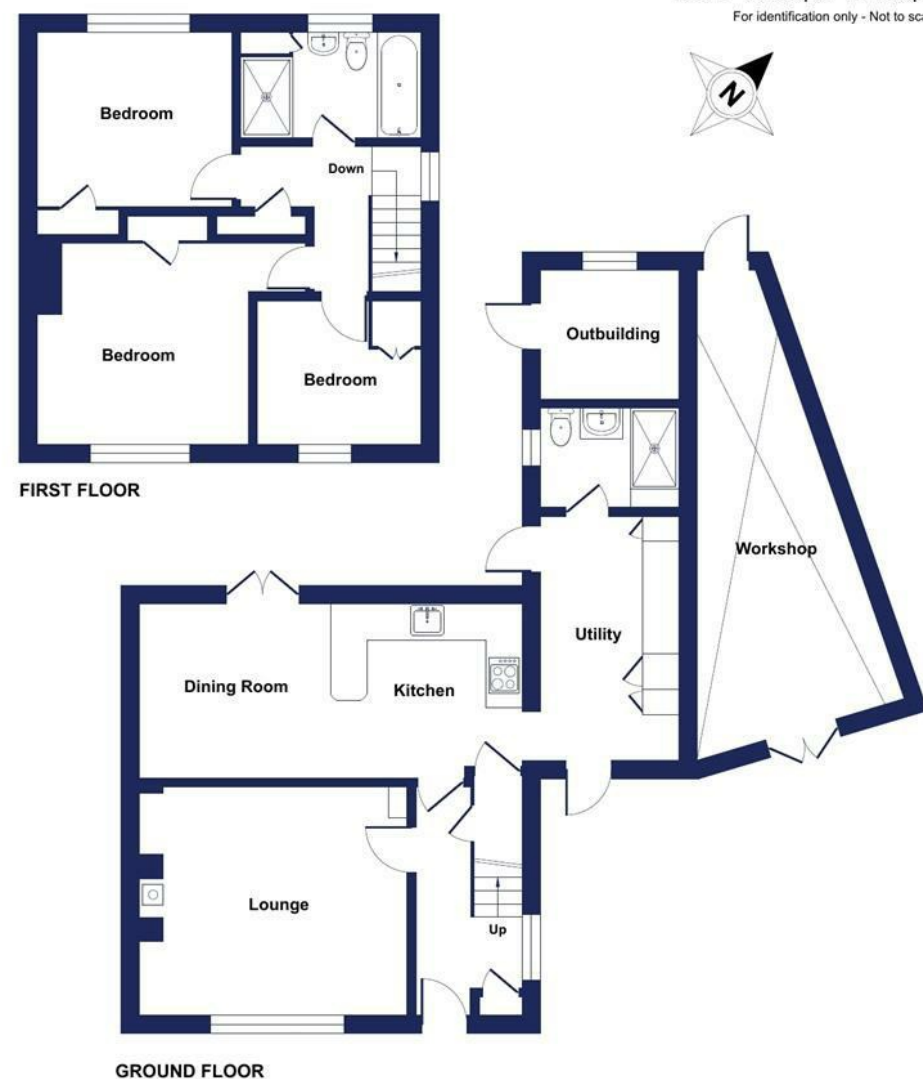 For identification only - Not to sca
N
Bedroom
Down
Bedroom
Bedroom
FIRST FLOOR
Outbuilding
Workshop
Utility
Dining Room
Kitchen
Lounge
Up
GROUND FLOOR